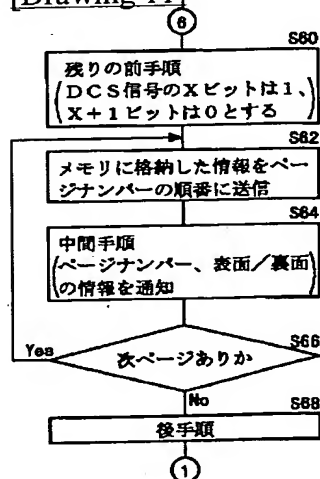 [Drawing 11]
6
S60
残りの前手順
(DCS信号のXビットは1、
X+1ビットは0とする)
S62
メモリに格納した情報をペー
ジナンバーの順番に送信
S64
中間手順
(ページナンバー、表面/裏面
の情報を通知)
S66
次ページありか
Yes
No
S68
後手順
1